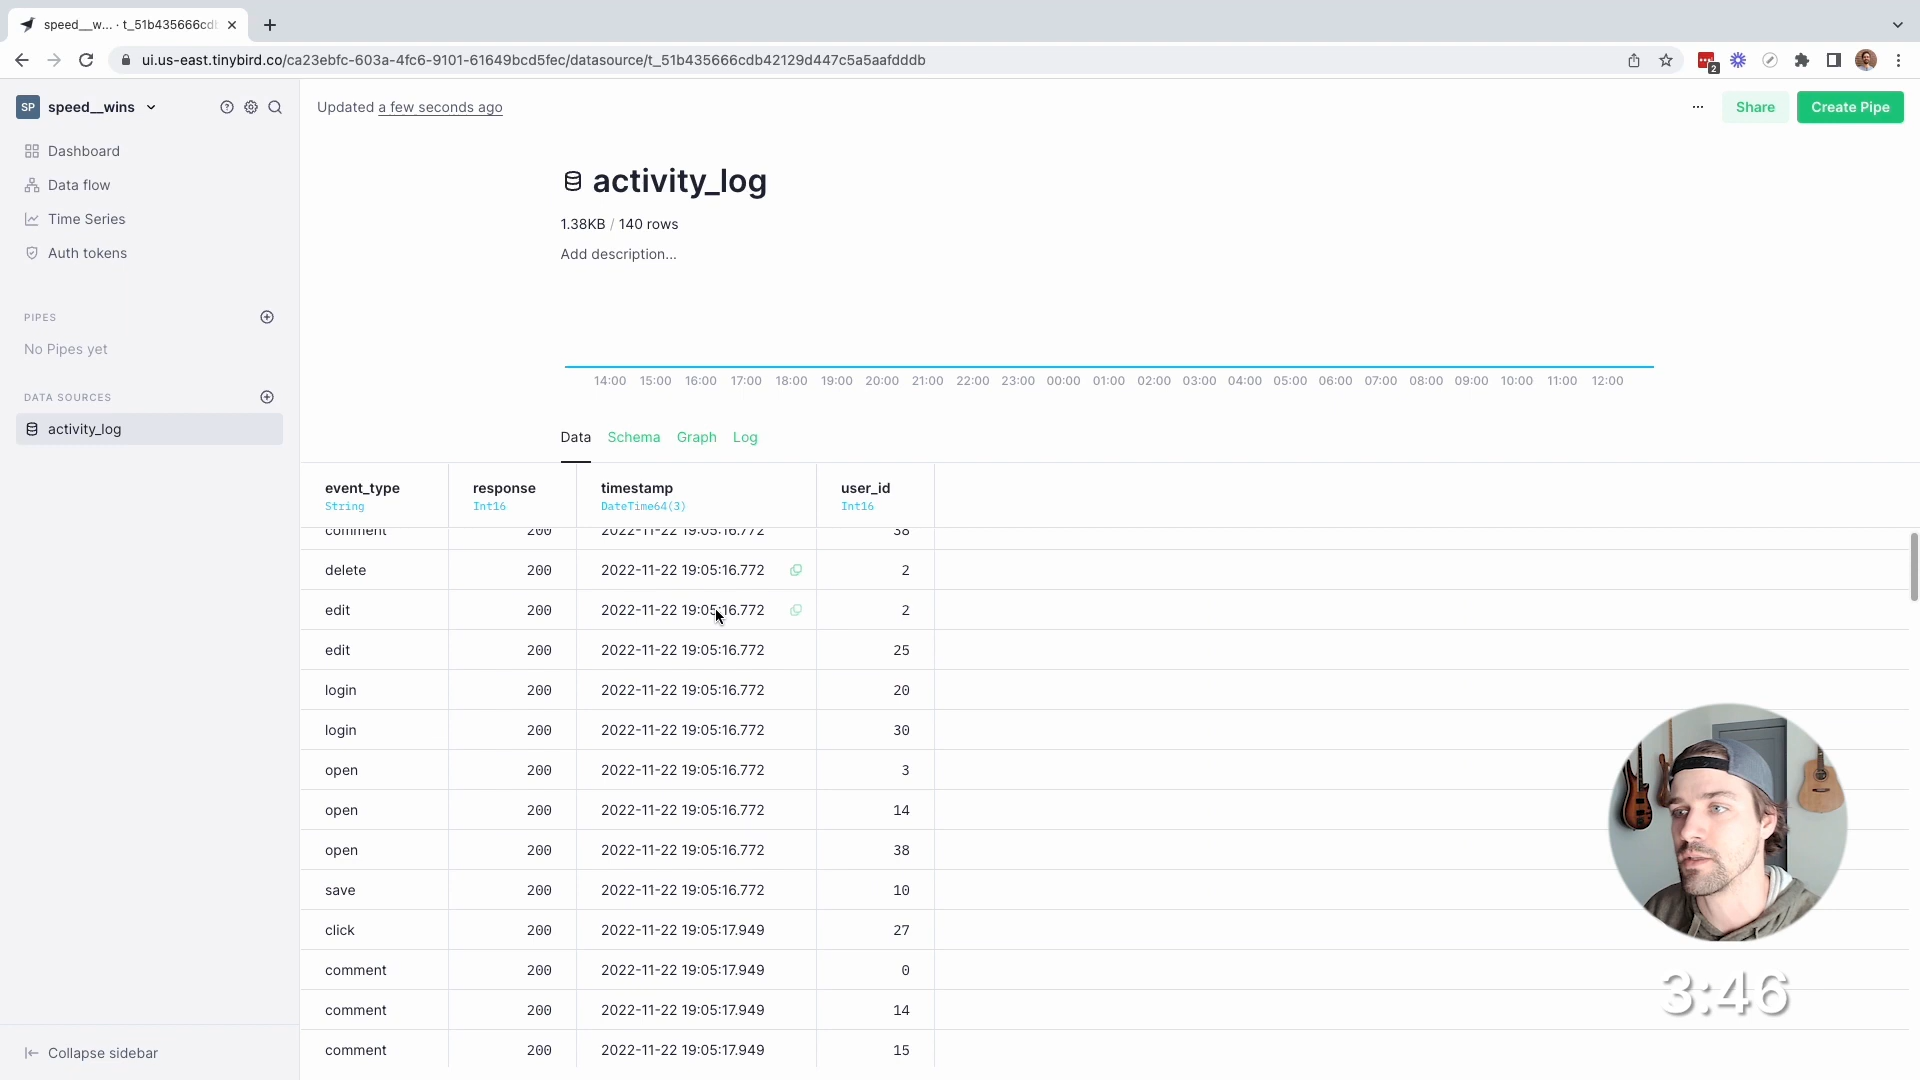 speed__w... · t_51b435666cdb
ui.us-east.tinybird.co/ca23ebfc-603a-4fc6-9101-61649bcd5fec/datasource/t_51b435666cdb42129d447c5a5aafdddb
2
SP speed__wins
Dashboard
Data flow
Time Series
Auth tokens
PIPES
No Pipes yet
DATA SOURCES
activity_log
Collapse sidebar
Updated a few seconds ago
Share
Create Pipe
activity_log
1.38KB / 140 rows
Add description...
14:00 15:00 16:00 17:00 18:00 19:00 20:00 21:00 22:00 23:00 00:00 01:00 02:00 03:00 04:00 05:00 06:00 07:00 08:00 09:00 10:00 11:00 12:00
Data Schema Graph Log
event_type response timestamp user_id
String Int16 DateTime64(3) Int16
comment 200 2022-11-22 19:05:16.772 38
delete 200 2022-11-22 19:05:16.772 2
edit 200 2022-11-22 19:05:16.772 2
edit 200 2022-11-22 19:05:16.772 25
login 200 2022-11-22 19:05:16.772 20
login 200 2022-11-22 19:05:16.772 30
open 200 2022-11-22 19:05:16.772 3
open 200 2022-11-22 19:05:16.772 14
open 200 2022-11-22 19:05:16.772 38
save 200 2022-11-22 19:05:16.772 10
click 200 2022-11-22 19:05:17.949 27
comment 200 2022-11-22 19:05:17.949 0
comment 200 2022-11-22 19:05:17.949 14
comment 200 2022-11-22 19:05:17.949 15
3:46